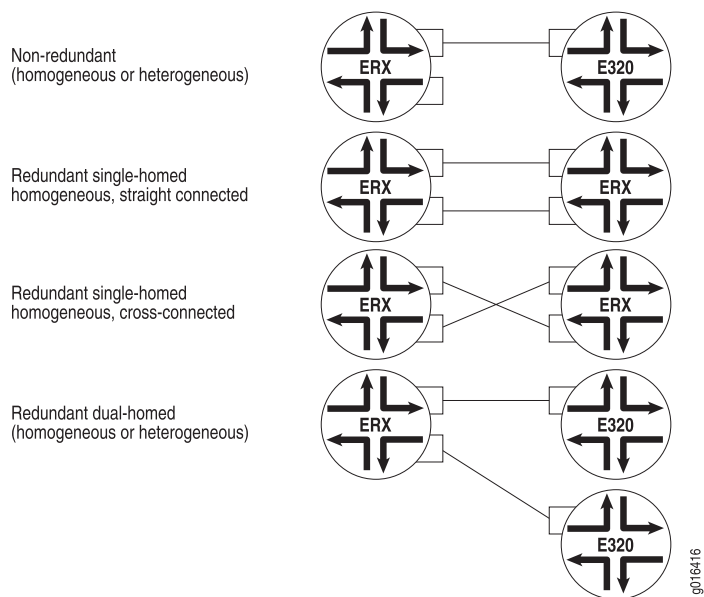 Non-redundant
(homogeneous or heterogeneous)
ERX
E320
Redundant single-homed
homogeneous, straight connected
ERX
ERX
Redundant single-homed
homogeneous, cross-connected
ERX
ERX
Redundant dual-homed
(homogeneous or heterogeneous)
ERX
E320
E320
g016416